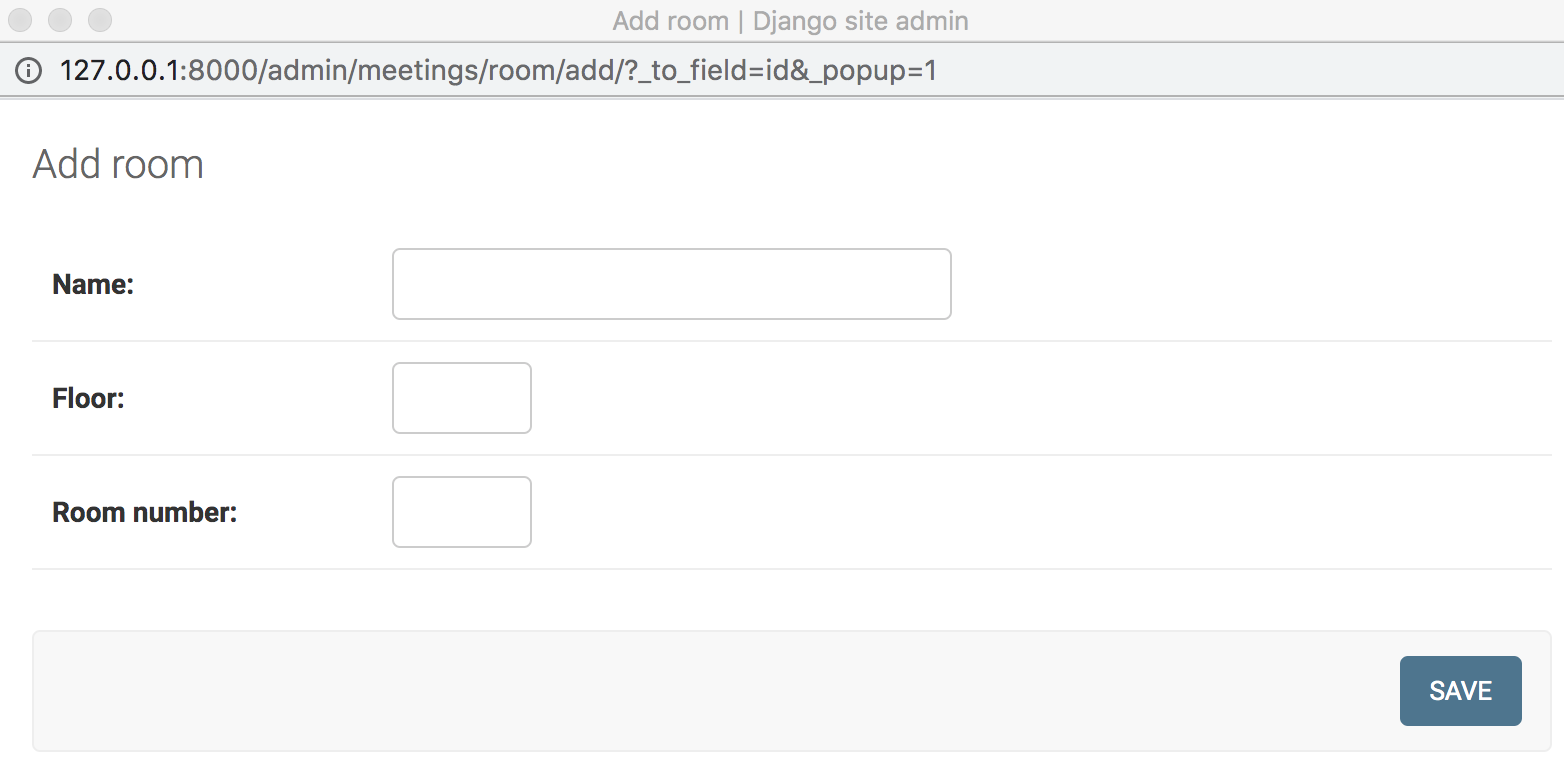 Add room | Django site admin
127.0.0.1:8000/admin/meetings/room/add/?_to_field=id&_popup=1
Add room
Name:
Floor:
Room number:
SAVE